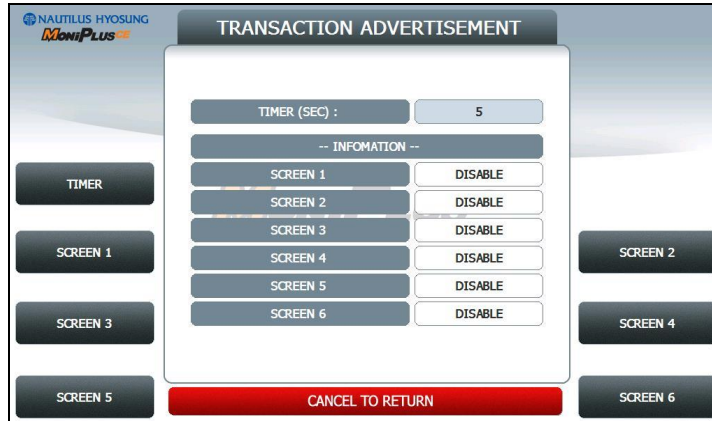 NAUTILUS HYOSUNG
MoniPlusCE
TRANSACTION ADVERTISEMENT
TIMER (SEC) : 5
-- INFOMATION --
SCREEN 1 DISABLE
SCREEN 2 DISABLE
SCREEN 3 DISABLE
SCREEN 4 DISABLE
SCREEN 5 DISABLE
SCREEN 6 DISABLE
TIMER
SCREEN 1
SCREEN 2
SCREEN 3
SCREEN 4
SCREEN 5
CANCEL TO RETURN
SCREEN 6